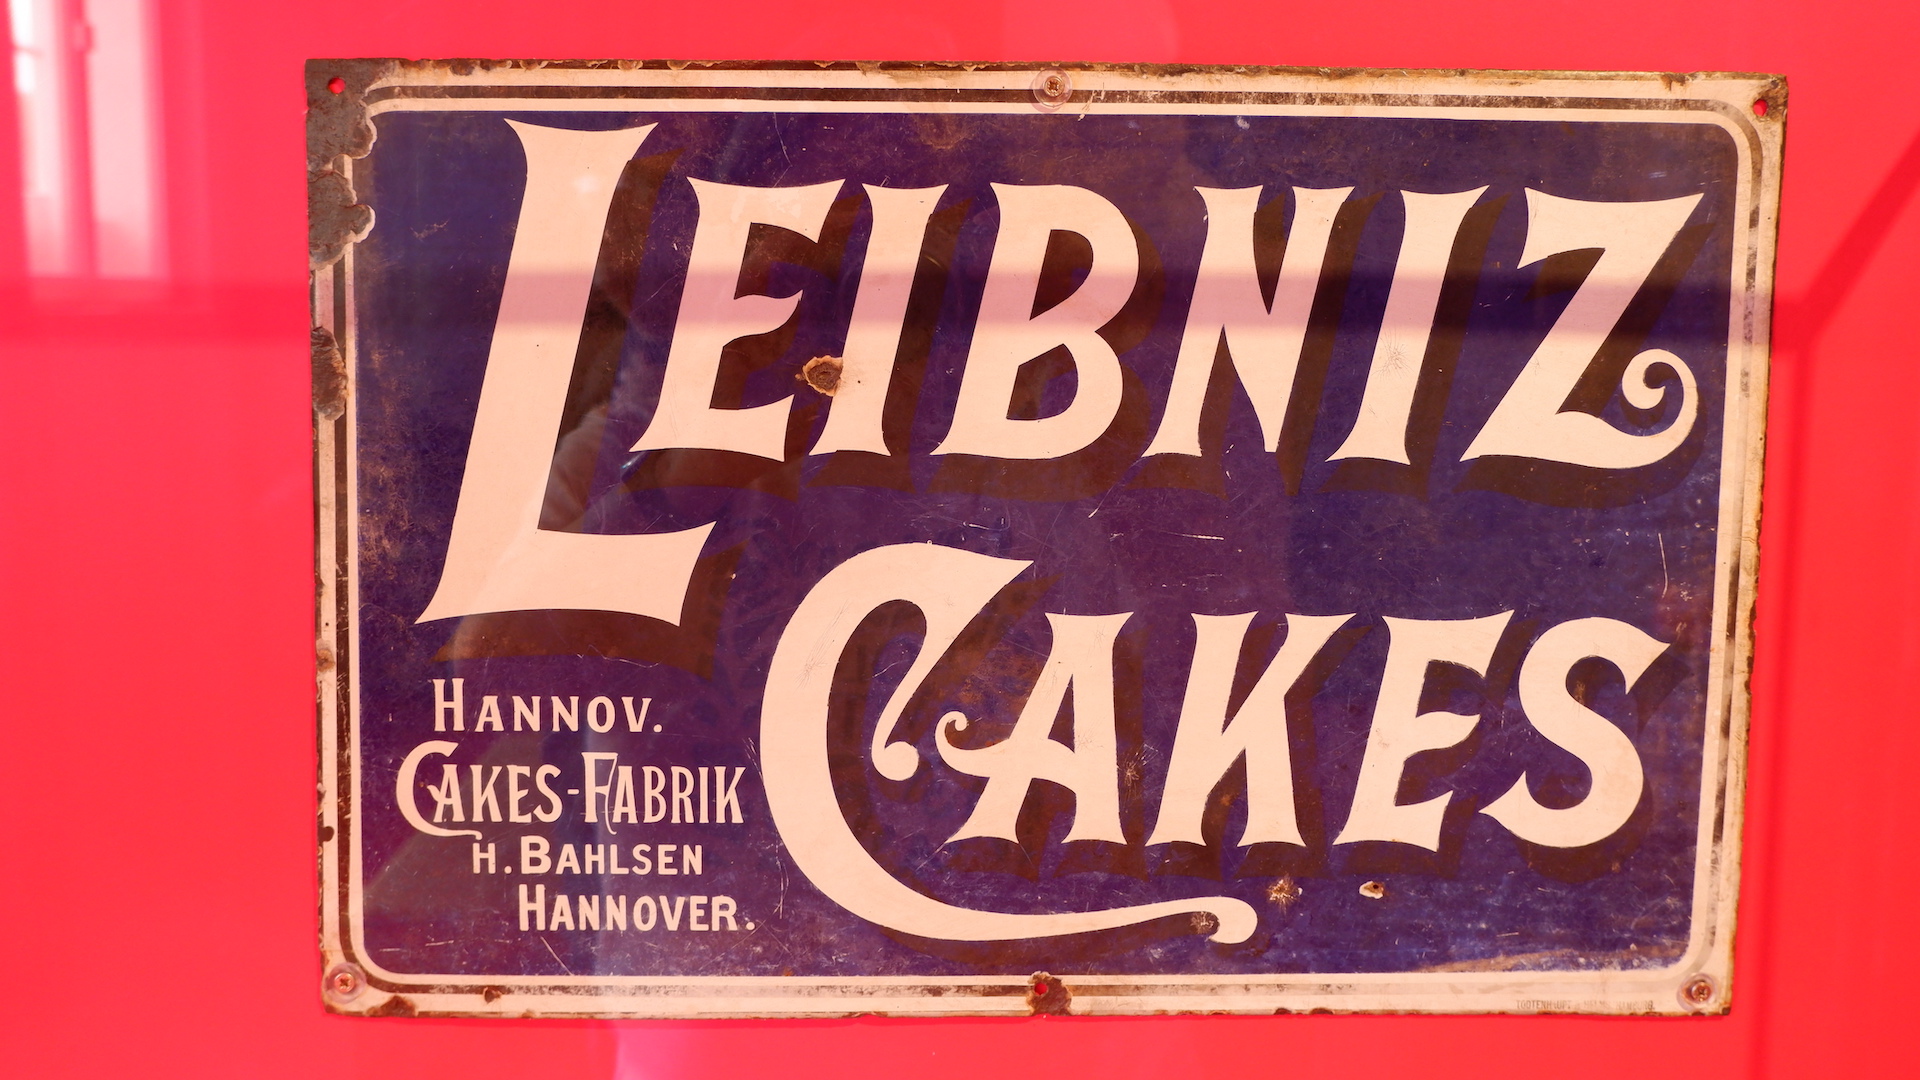 LEIBNIZ
CAKES
HANNOV.
CAKES-FABRIK
H. BAHLSEN
HANNOVER.